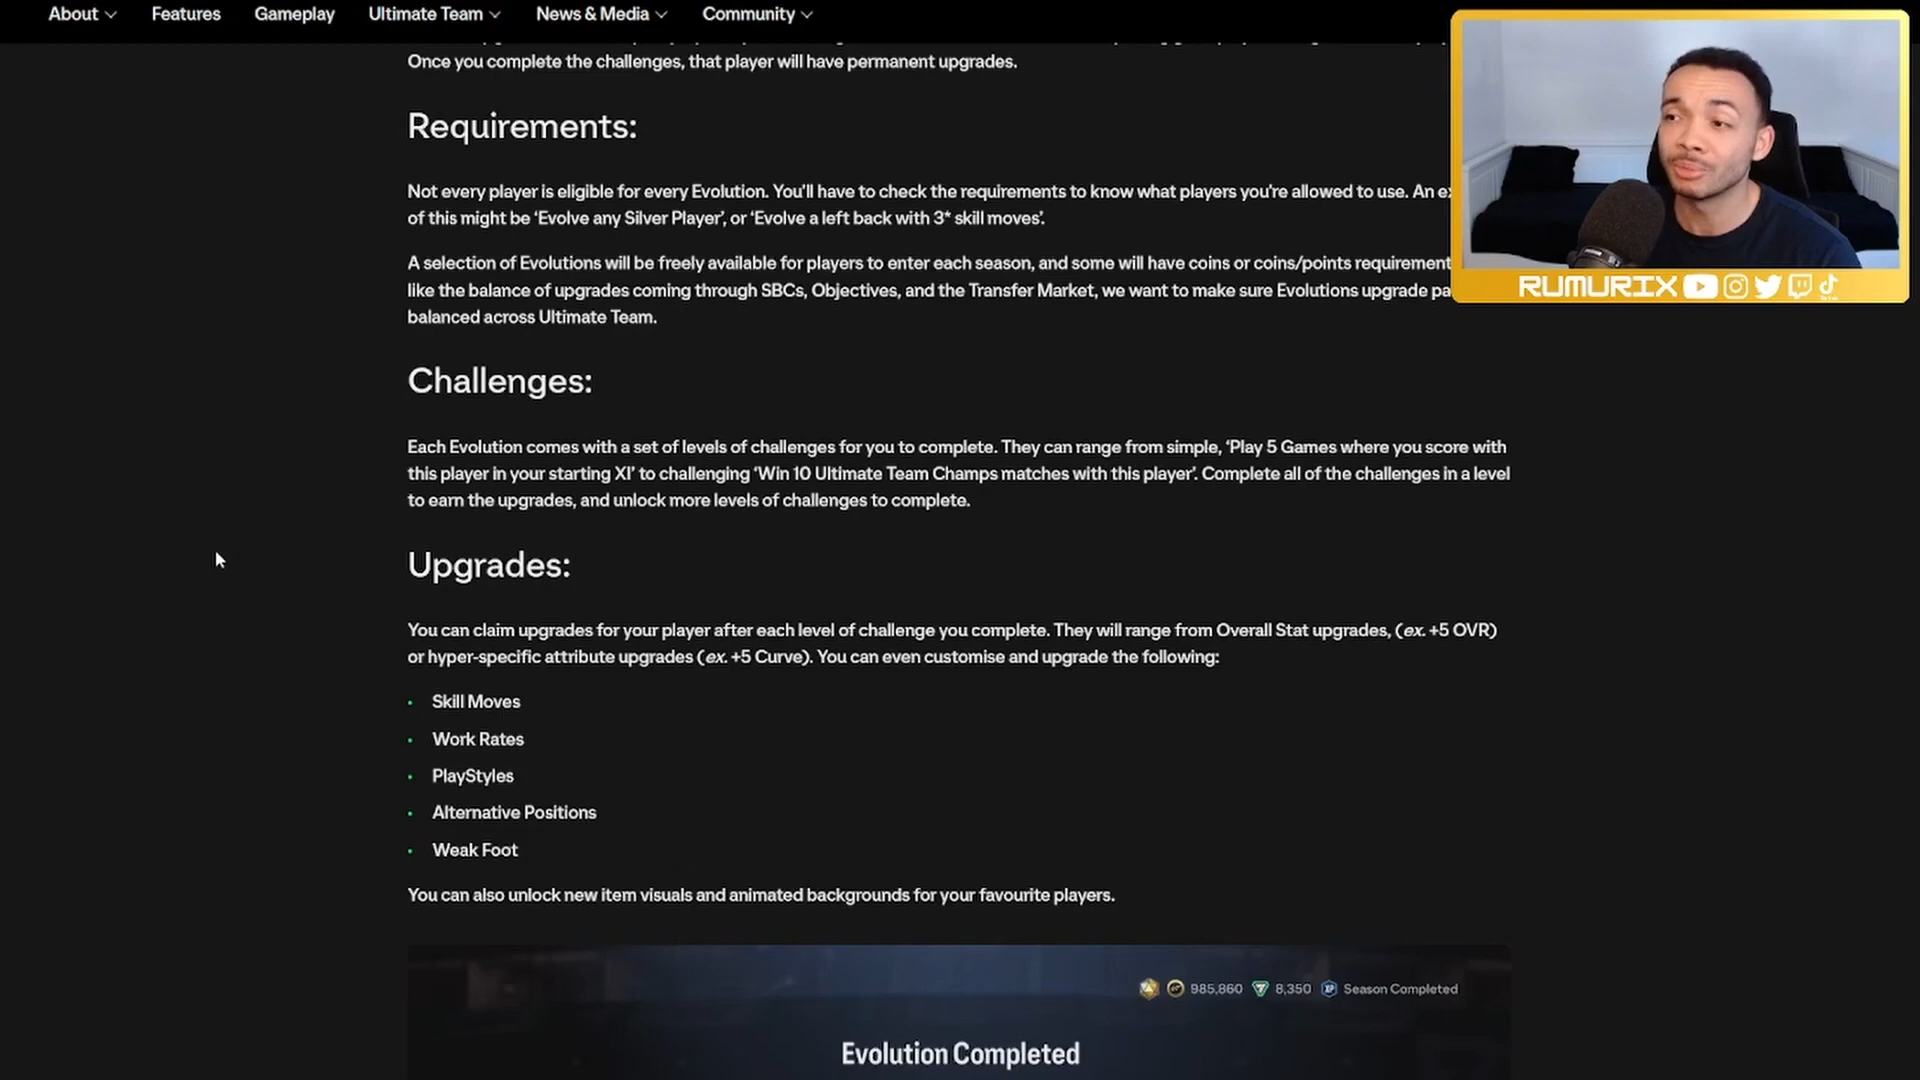 About Features Gameplay Ultimate Team News & Media Community
Once you complete the challenges, that player will have permanent upgrades.
Requirements:
Not every player is eligible for every Evolution. You'll have to check the requirements to know what players you're allowed to use. An
of this might be ‘Evolve any Silver Player’, or ‘Evolve a left back with 3* skill moves’.
A selection of Evolutions will be freely available for players to enter each season, and some will have coins or coins/points requirement
like the balance of upgrades coming through SBCs, Objectives, and the Transfer Market, we want to make sure Evolutions upgrade
balanced across Ultimate Team.
RUMURIX
Challenges:
Each Evolution comes with a set of levels of challenges for you to complete. They can range from simple, ‘Play 5 Games where you score with
this player in your starting XI’ to challenging ‘Win 10 Ultimate Team Champs matches with this player’. Complete all of the challenges in a level
to earn the upgrades, and unlock more levels of challenges to complete.
Upgrades:
You can claim upgrades for your player after each level of challenge you complete. They will range from Overall Stat upgrades, (ex. +5 OVR)
or hyper-specific attribute upgrades (ex. +5 Curve). You can even customise and upgrade the following:
• Skill Moves
• Work Rates
• PlayStyles
• Alternative Positions
• Weak Foot
You can also unlock new item visuals and animated backgrounds for your favourite players.
985,860 8,350 XP Season Completed
Evolution Completed